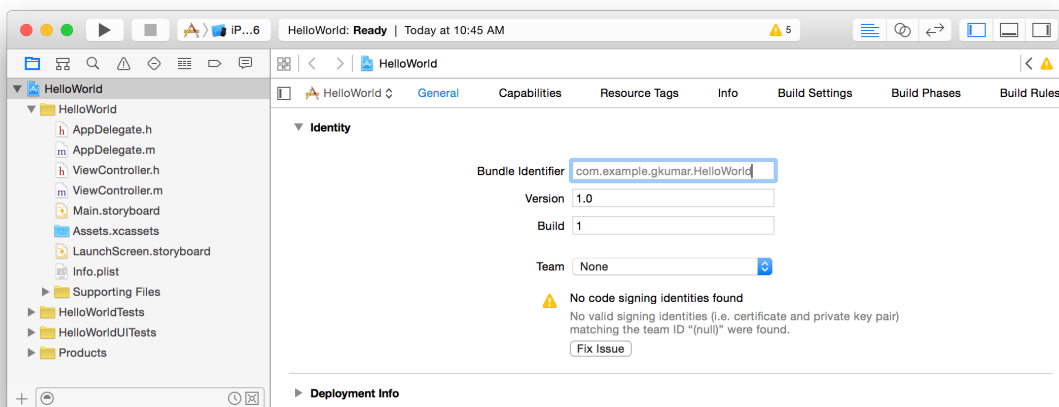 iP...6
HelloWorld: Ready | Today at 10:45 AM
5
HelloWorld
HelloWorld
General
Capabilities
Resource Tags
Info
Build Settings
Build Phases
Build Rules
HelloWorld
HelloWorld
h AppDelegate.h
m AppDelegate.m
h ViewController.h
m ViewController.m
Main.storyboard
Assets.xcassets
LaunchScreen.storyboard
Info.plist
Supporting Files
HelloWorldTests
HelloWorldUITests
Products
Identity
Bundle Identifier com.example.gkumar.HelloWorld
Version 1.0
Build 1
Team None
No code signing identities found
No valid signing identities (i.e. certificate and private key pair)
matching the team ID "(null)" were found.
Fix Issue
Deployment Info